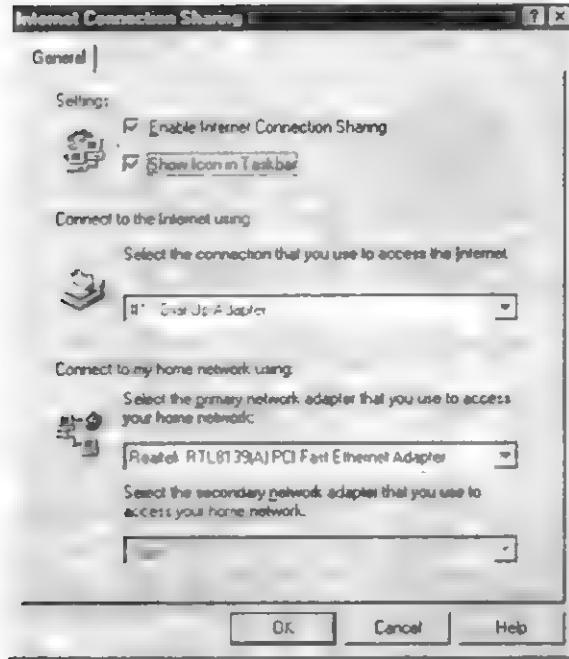 Internet Connection Sharing
General
Settings
Enable Internet Connection Sharing
Show Icon in Taskbar
Connect to the Internet using
Select the connection that you use to access the Internet
Dial-Up Adapter
Connect to my home network using:
Select the primary network adapter that you use to access
your home network:
Realtek RTL8139(A) PCI Fast Ethernet Adapter
Select the secondary network adapter that you use to
access your home network.
OK Cancel Help